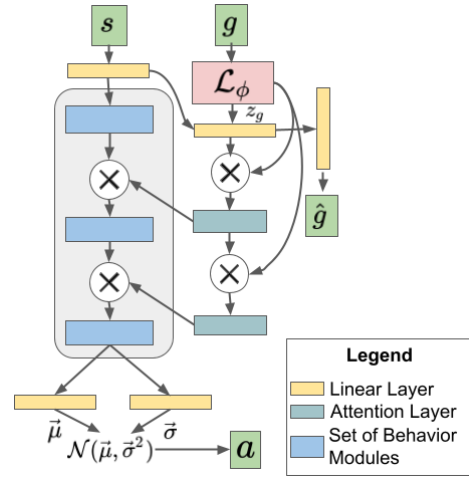 s
g
𝓛_ϕ
z_g
×
×
ĝ
×
×
μ⃗
σ⃗
𝒩(μ⃗, σ⃗²)
a
Legend
Linear Layer
Attention Layer
Set of Behavior
Modules